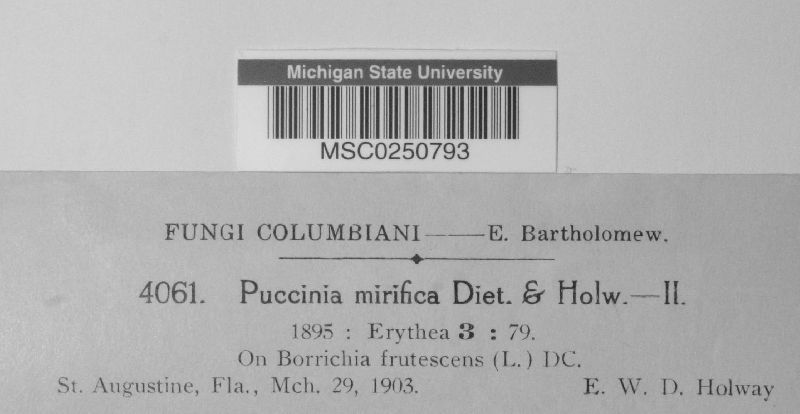 Michigan State University
MSC0250793
FUNGI COLUMBIANI——E. Bartholomew.
4061. Puccinia mirifica Diet. & Holw.—II.
1895 : Erythea 3 : 79.
On Borrichia frutescens (L.) DC.
St. Augustine, Fla., Mch. 29, 1903. E. W. D. Holway